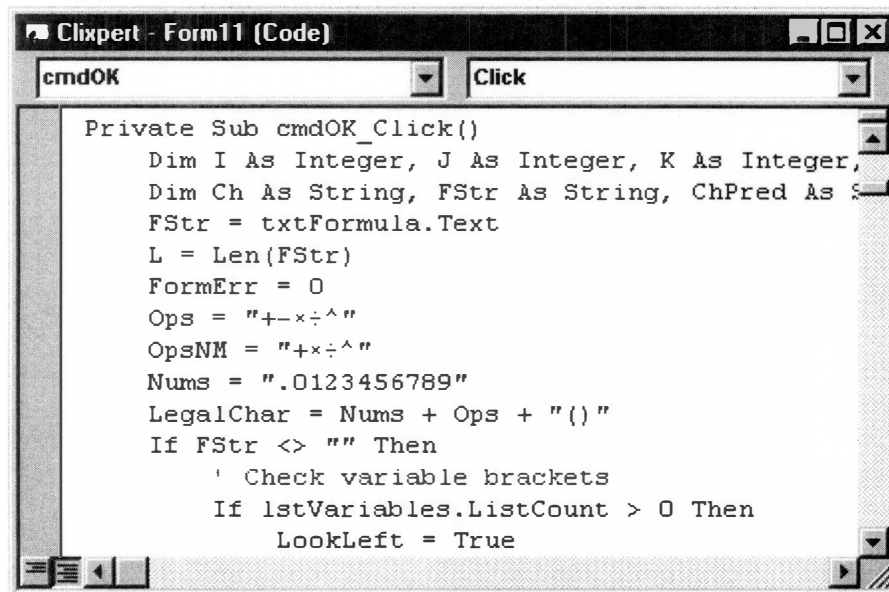 Clixpert - Form11 (Code)
cmdOK Click
Private Sub cmdOK_Click()
Dim I As Integer, J As Integer, K As Integer,
Dim Ch As String, FStr As String, ChPred As
FStr = txtFormula.Text
L = Len(FStr)
FormErr = 0
Ops = "+-×÷^"
OpsNM = "+×÷^"
Nums = ".0123456789"
LegalChar = Nums + Ops + "()"
If FStr <> "" Then
' Check variable brackets
If lstVariables.ListCount > 0 Then
LookLeft = True